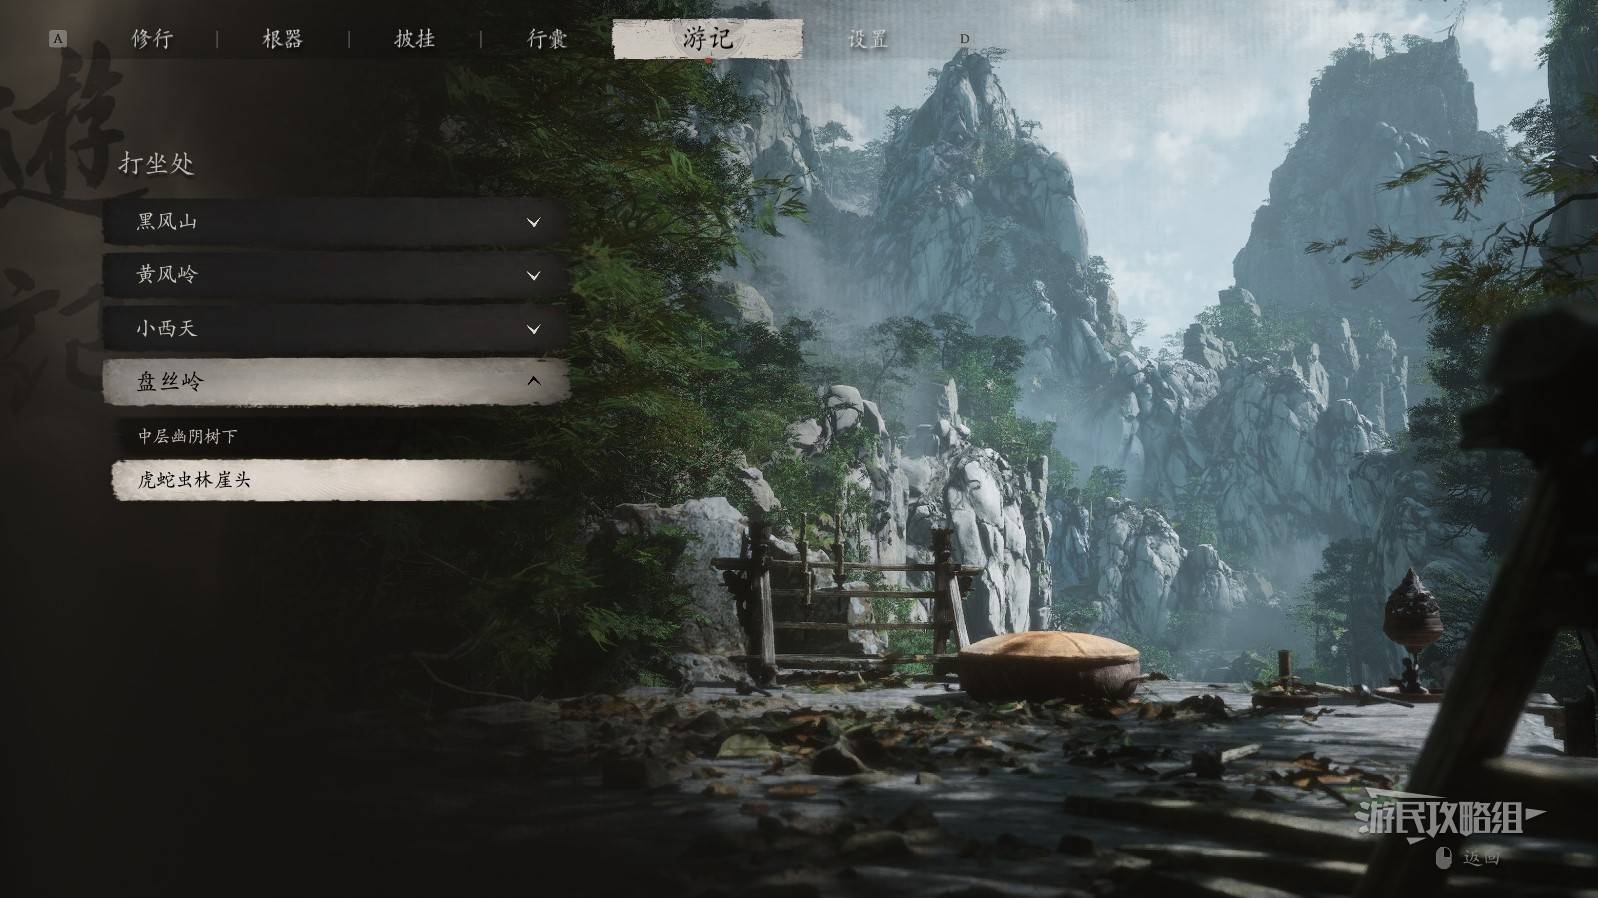 A 修行 | 根器 | 披挂 | 行囊 游记 设置 D
遊
記
打坐处
黑风山
黄风岭
小西天
盘丝岭
中层幽阴树下
虎蛇虫林崖头
游民攻略组
返回